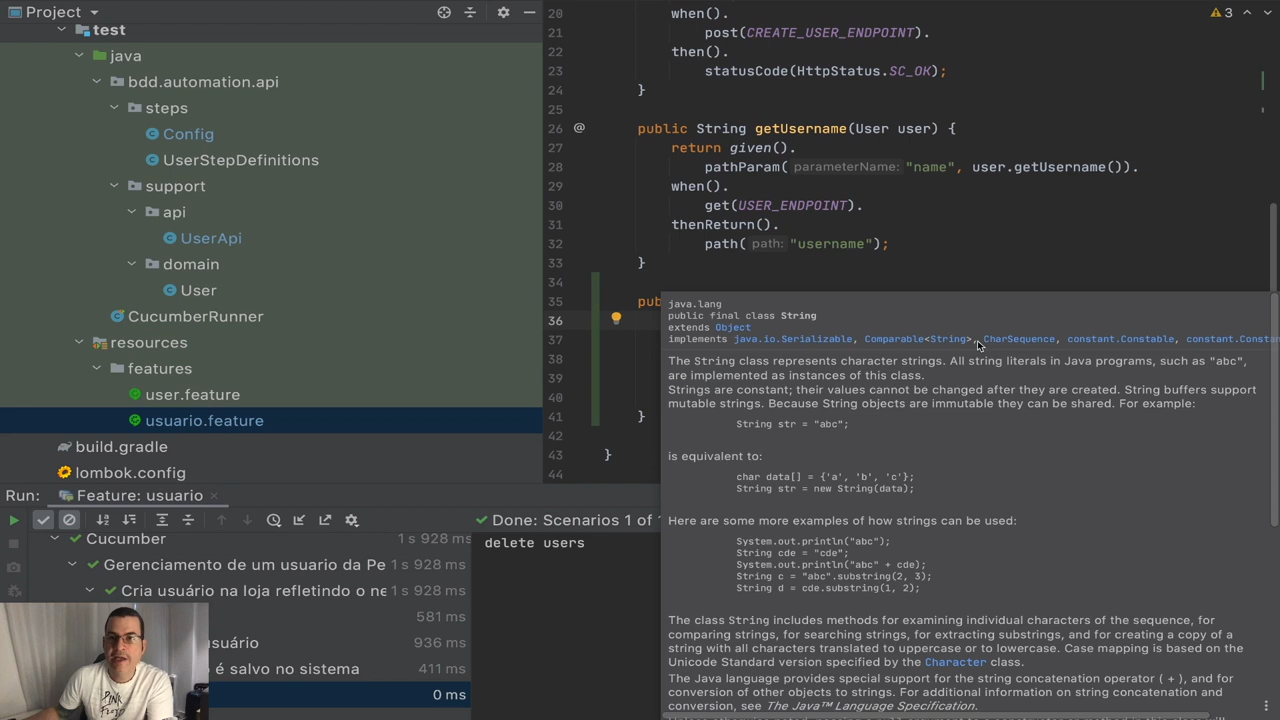 Project
test
java
bdd.automation.api
steps
Config
UserStepDefinitions
support
api
UserApi
domain
User
CucumberRunner
resources
features
user.feature
usuario.feature
build.gradle
lombok.config
3
20 when().
21 post(CREATE_USER_ENDPOINT).
22 then().
23 statusCode(HttpStatus.SC_OK);
24 }
25
26 @ public String getUsername(User user) {
27 return given().
28 pathParam( parameterName: "name", user.getUsername()).
29 when().
30 get(USER_ENDPOINT).
31 thenReturn().
32 path( path: "username");
33 }
34
35 pub
36
37
38
39
40
41 }
42
43 }
44
java.lang
public final class String
extends Object
implements java.io.Serializable, Comparable<String>, CharSequence, constant.Constable, constant.Consta
The String class represents character strings. All string literals in Java programs, such as "abc",
are implemented as instances of this class.
Strings are constant; their values cannot be changed after they are created. String buffers support
mutable strings. Because String objects are immutable they can be shared. For example:
String str = "abc";
is equivalent to:
char data[] = {'a', 'b', 'c'};
String str = new String(data);
Here are some more examples of how strings can be used:
System.out.println("abc");
String cde = "cde";
System.out.println("abc" + cde);
String c = "abc".substring(2, 3);
String d = cde.substring(1, 2);
The class String includes methods for examining individual characters of the sequence, for
comparing strings, for searching strings, for extracting substrings, and for creating a copy of a
string with all characters translated to uppercase or to lowercase. Case mapping is based on the
Unicode Standard version specified by the Character class.
The Java language provides special support for the string concatenation operator ( + ), and for
conversion of other objects to strings. For additional information on string concatenation and
conversion, see The Java™ Language Specification.
Run: Feature: usuario
Done: Scenarios 1 of 1
Cucumber 1 s 928 ms
Gerenciamento de um usuario da Pe 1 s 928 ms
Cria usuário na loja refletindo o ne 1 s 928 ms
581 ms
usuário 936 ms
é salvo no sistema 411 ms
0 ms
delete users
PINK